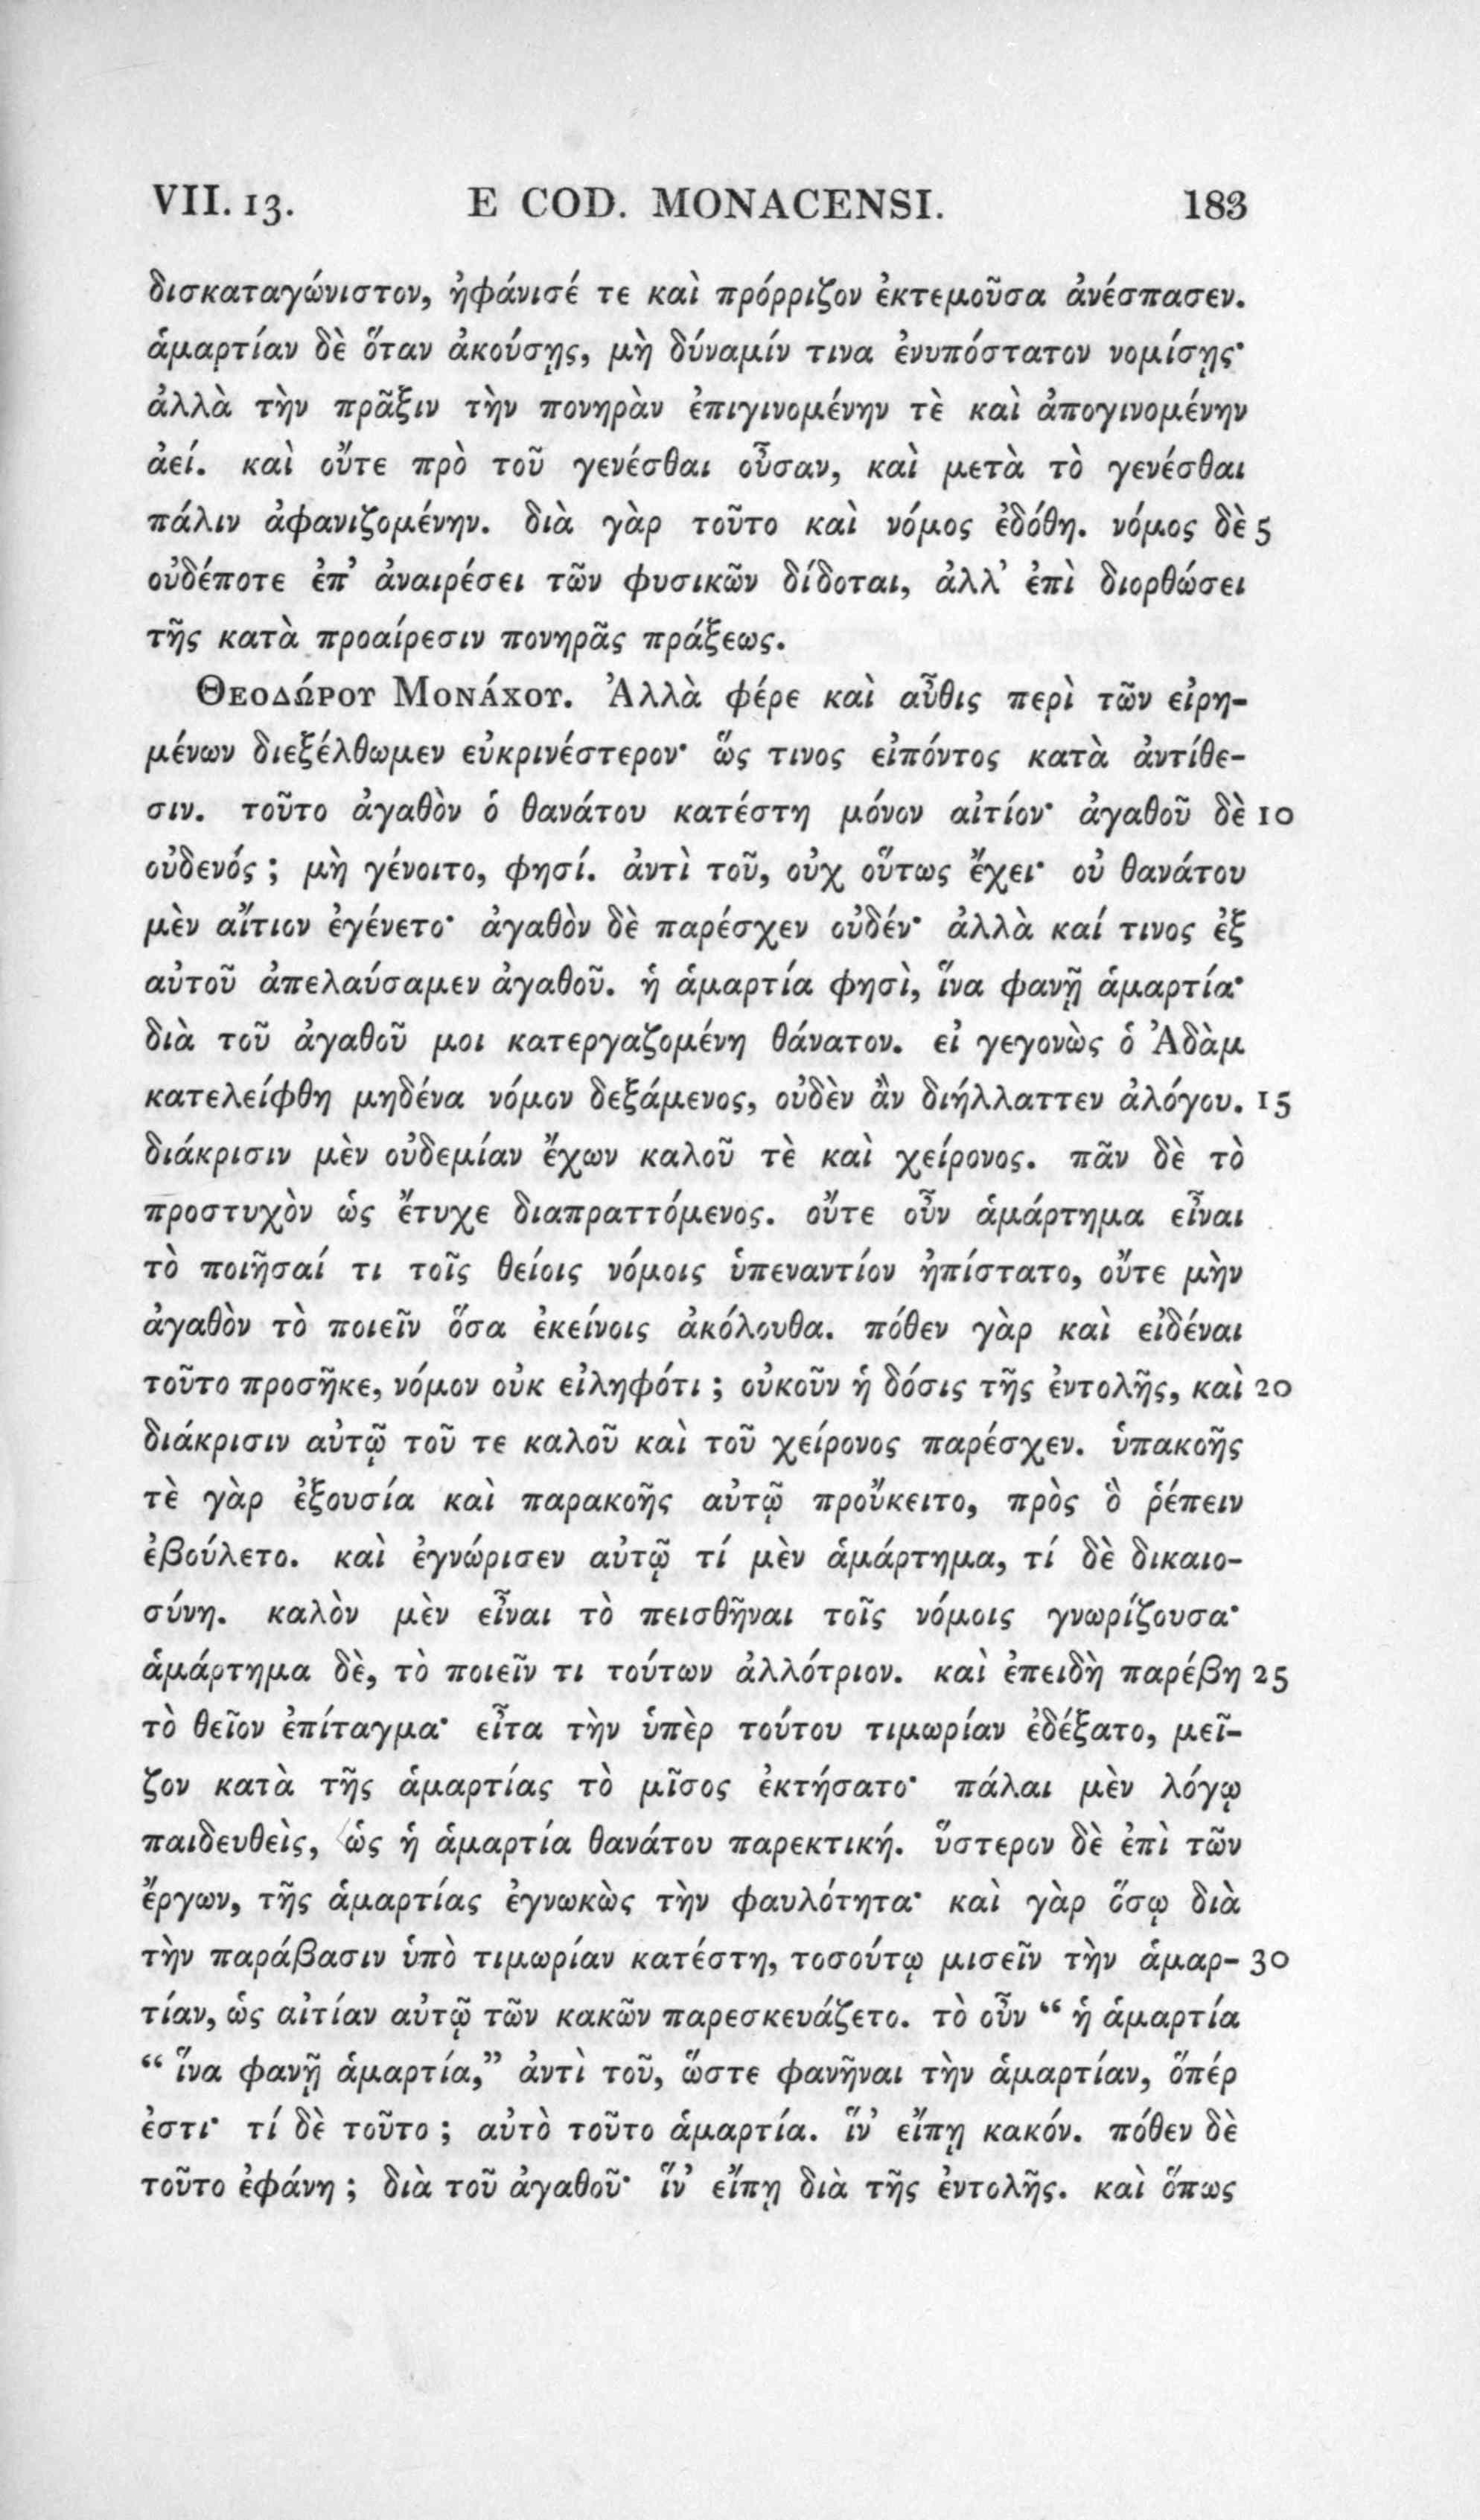 VII. 13. E COD. MONACENSI. 183
δισκαταγώνιστον, ἠφάνισέ τε καὶ πρόρριζον ἐκτεμοῦσα ἀνέσπασεν.
ἁμαρτίαν δὲ ὅταν ἀκούσῃς, μὴ δύναμίν τινα ἐνυπόστατον νομίσῃς·
ἀλλὰ τὴν πρᾶξιν τὴν πονηρὰν ἐπιγινομένην τὲ καὶ ἀπογινομένην
ἀεί. καὶ οὔτε πρὸ τοῦ γενέσθαι οὖσαν, καὶ μετὰ τὸ γενέσθαι
πάλιν ἀφανιζομένην. διὰ γὰρ τοῦτο καὶ νόμος ἐδόθη. νόμος δὲ 5
οὐδέποτε ἐπ’ ἀναιρέσει τῶν φυσικῶν δίδοται, ἀλλ’ ἐπὶ διορθώσει
τῆς κατὰ προαίρεσιν πονηρᾶς πράξεως.
Θεοδώρου Μονάχου. Ἀλλὰ φέρε καὶ αὖθις περὶ τῶν εἰρη-
μένων διεξέλθωμεν εὐκρινέστερον· ὥς τινος εἰπόντος κατὰ ἀντίθε-
σιν. τοῦτο ἀγαθὸν ὁ θανάτου κατέστη μόνον αἰτίον· ἀγαθοῦ δὲ 10
οὐδενός ; μὴ γένοιτο, φησί. ἀντὶ τοῦ, οὐχ οὕτως ἔχει· οὐ θανάτου
μὲν αἴτιον ἐγένετο· ἀγαθὸν δὲ παρέσχεν οὐδέν· ἀλλὰ καί τινος ἐξ
αὐτοῦ ἀπελαύσαμεν ἀγαθοῦ. ἡ ἁμαρτία φησὶ, ἵνα φανῇ ἁμαρτία·
διὰ τοῦ ἀγαθοῦ μοι κατεργαζομένη θάνατον. εἰ γεγονὼς ὁ Ἀδὰμ
κατελείφθη μηδένα νόμον δεξάμενος, οὐδὲν ἂν διήλλαττεν ἀλόγου. 15
διάκρισιν μὲν οὐδεμίαν ἔχων καλοῦ τὲ καὶ χείρονος. πᾶν δὲ τὸ
προστυχὸν ὡς ἔτυχε διαπραττόμενος. οὔτε οὖν ἁμάρτημα εἶναι
τὸ ποιῆσαί τι τοῖς θείοις νόμοις ὑπεναντίον ἠπίστατο, οὔτε μὴν
ἀγαθὸν τὸ ποιεῖν ὅσα ἐκείνοις ἀκόλουθα. πόθεν γὰρ καὶ εἰδέναι
τοῦτο προσῆκε, νόμον οὐκ εἰληφότι ; οὐκοῦν ἡ δόσις τῆς ἐντολῆς, καὶ 20
διάκρισιν αὐτῷ τοῦ τε καλοῦ καὶ τοῦ χείρονος παρέσχεν. ὑπακοῆς
τὲ γὰρ ἐξουσία καὶ παρακοῆς αὐτῷ προὔκειτο, πρὸς ὃ ῥέπειν
ἐβούλετο. καὶ ἐγνώρισεν αὐτῷ τί μὲν ἁμάρτημα, τί δὲ δικαιο-
σύνη. καλὸν μὲν εἶναι τὸ πεισθῆναι τοῖς νόμοις γνωρίζουσα·
ἁμάρτημα δὲ, τὸ ποιεῖν τι τούτων ἀλλότριον. καὶ ἐπειδὴ παρέβη 25
τὸ θεῖον ἐπίταγμα· εἶτα τὴν ὑπὲρ τούτου τιμωρίαν ἐδέξατο, μεῖ-
ζον κατὰ τῆς ἁμαρτίας τὸ μῖσος ἐκτήσατο· πάλαι μὲν λόγῳ
παιδευθεὶς, ὡς ἡ ἁμαρτία θανάτου παρεκτική. ὕστερον δὲ ἐπὶ τῶν
ἔργων, τῆς ἁμαρτίας ἐγνωκὼς τὴν φαυλότητα· καὶ γὰρ ὅσῳ διὰ
τὴν παράβασιν ὑπὸ τιμωρίαν κατέστη, τοσούτῳ μισεῖν τὴν ἁμαρ- 30
τίαν, ὡς αἰτίαν αὐτῷ τῶν κακῶν παρεσκευάζετο. τὸ οὖν “ ἡ ἁμαρτία
“ ἵνα φανῇ ἁμαρτία,” ἀντὶ τοῦ, ὥστε φανῆναι τὴν ἁμαρτίαν, ὅπέρ
ἐστι· τί δὲ τοῦτο ; αὐτὸ τοῦτο ἁμαρτία. ἵν’ εἴπῃ κακόν. πόθεν δὲ
τοῦτο ἐφάνη ; διὰ τοῦ ἀγαθοῦ· ἵν’ εἴπῃ διὰ τῆς ἐντολῆς. καὶ ὅπως